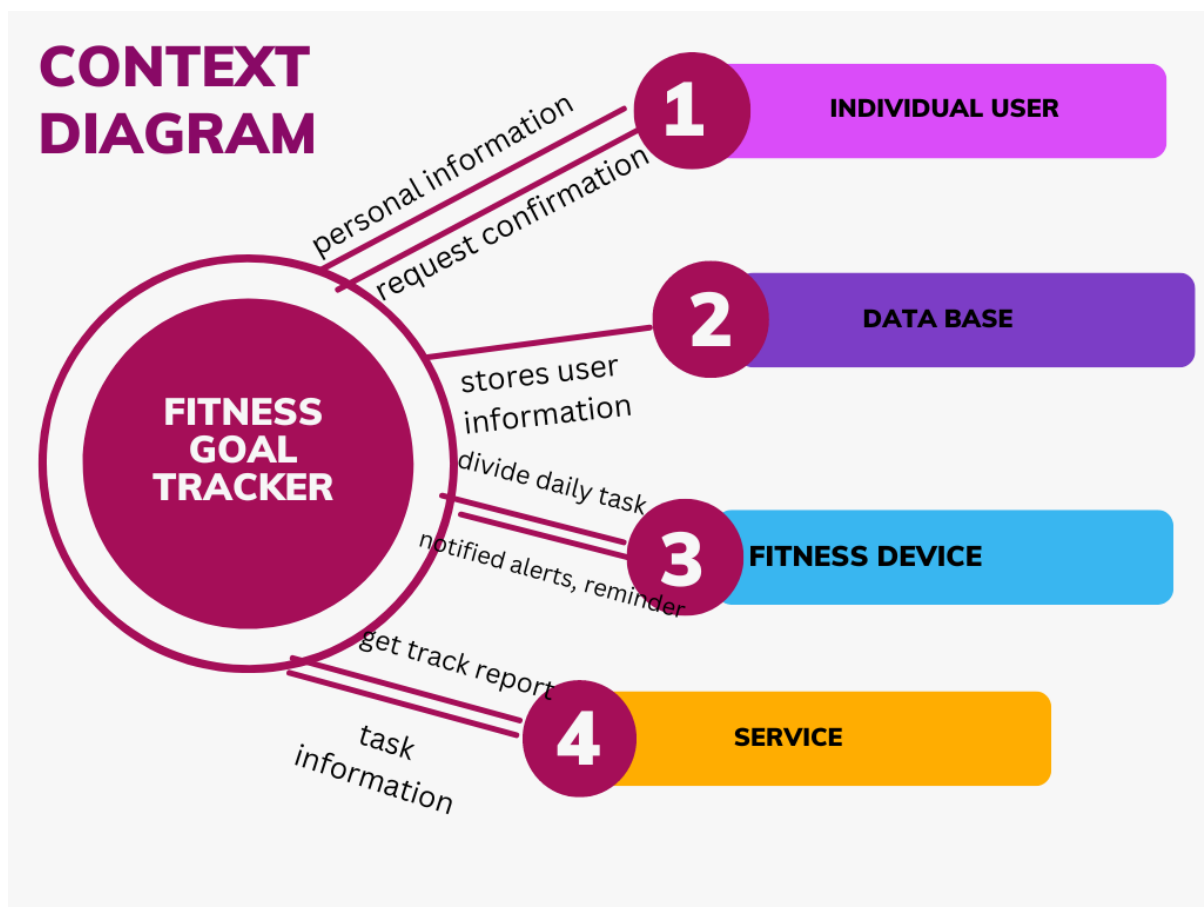 CONTEXT
DIAGRAM
personal information
request confirmation
1
INDIVIDUAL USER
2
DATA BASE
stores user
information
FITNESS
GOAL
TRACKER
divide daily task
notified alerts, reminder
3
FITNESS DEVICE
get track report
task
information
4
SERVICE